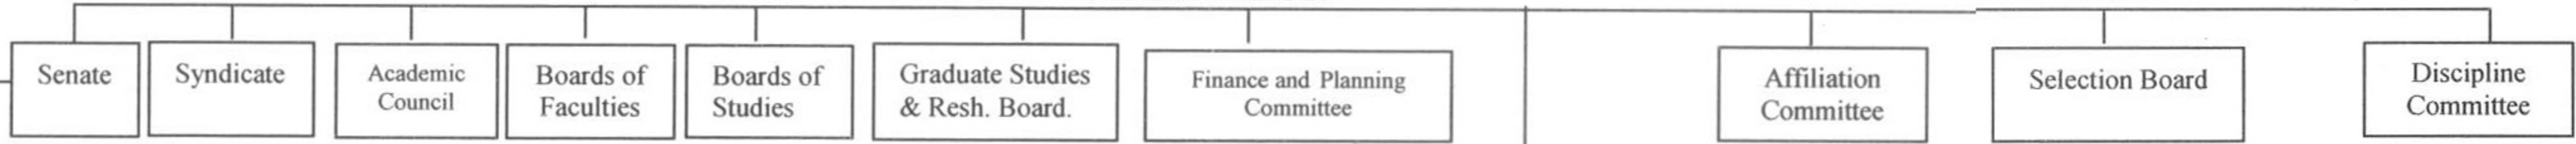 Senate
Syndicate
Academic
Council
Boards of
Faculties
Boards of
Studies
Graduate Studies
& Resh. Board.
Finance and Planning
Committee
Affiliation
Committee
Selection Board
Discipline
Committee